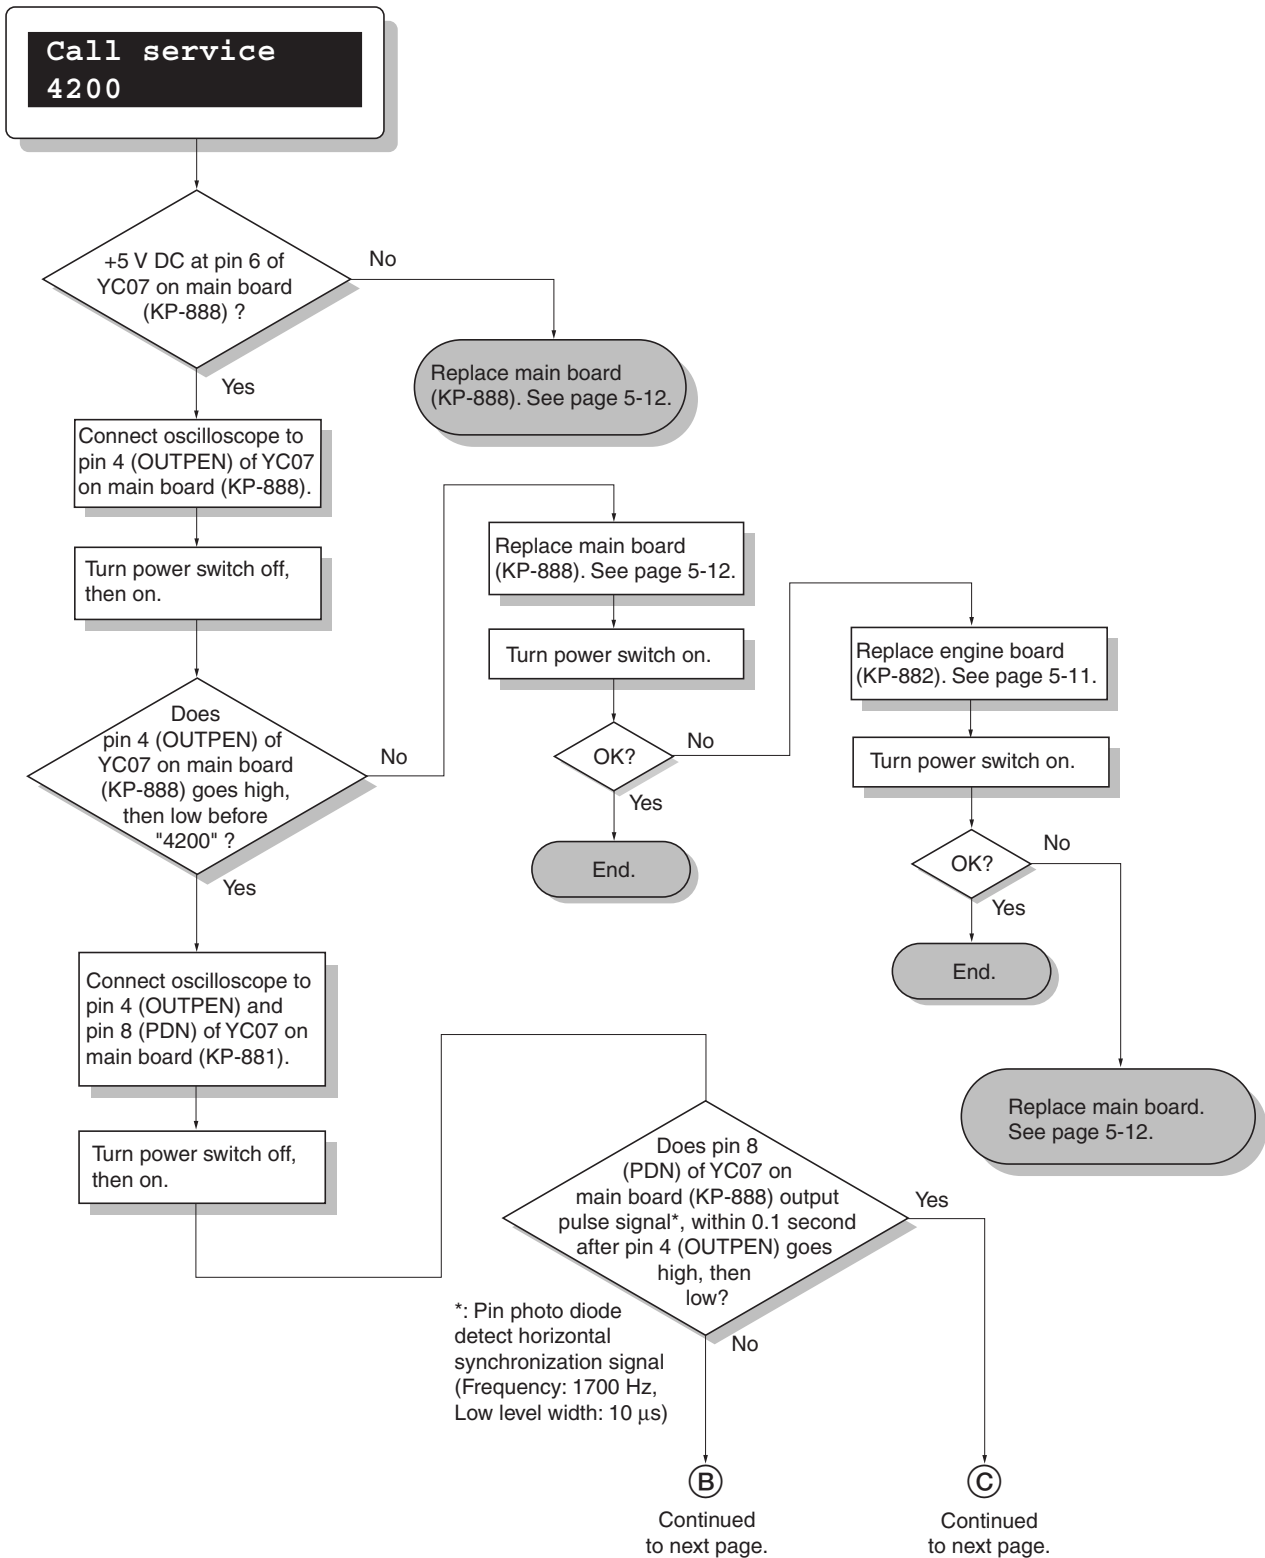 Call service
4200
+5 V DC at pin 6 of
YC07 on main board
(KP-888) ?
No
Yes
Replace main board
(KP-888). See page 5-12.
Connect oscilloscope to
pin 4 (OUTPEN) of YC07
on main board (KP-888).
Turn power switch off,
then on.
Does
pin 4 (OUTPEN) of
YC07 on main board
(KP-888) goes high,
then low before
"4200" ?
No
Yes
Replace main board
(KP-888). See page 5-12.
Turn power switch on.
OK?
No
Yes
End.
Replace engine board
(KP-882). See page 5-11.
Turn power switch on.
OK?
No
Yes
End.
Replace main board.
See page 5-12.
Connect oscilloscope to
pin 4 (OUTPEN) and
pin 8 (PDN) of YC07 on
main board (KP-881).
Turn power switch off,
then on.
Does pin 8
(PDN) of YC07 on
main board (KP-888) output
pulse signal*, within 0.1 second
after pin 4 (OUTPEN) goes
high, then
low?
Yes
No
*: Pin photo diode
detect horizontal
synchronization signal
(Frequency: 1700 Hz,
Low level width: 10 μs)
B
Continued
to next page.
C
Continued
to next page.